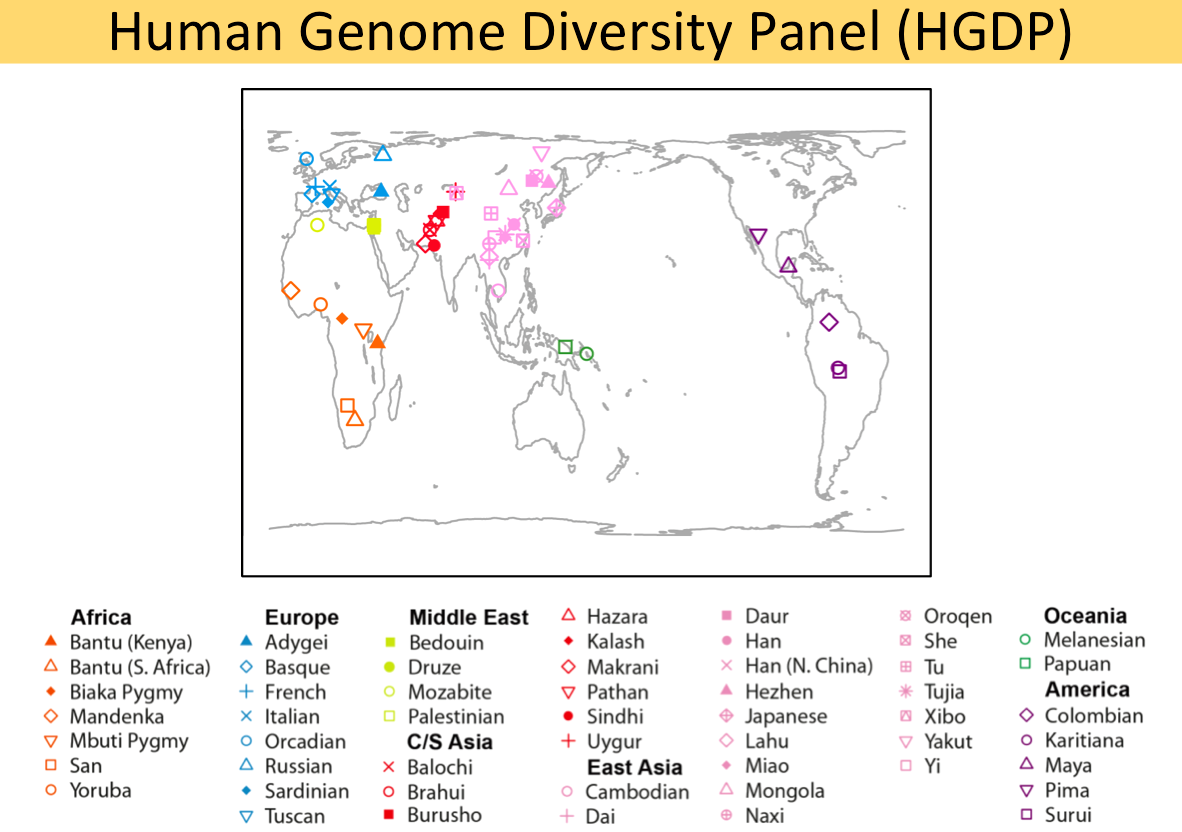 Human Genome Diversity Panel (HGDP)
Africa
Bantu (Kenya)
Bantu (S. Africa)
Biaka Pygmy
Mandenka
Mbuti Pygmy
San
Yoruba
Europe
Adygei
Basque
French
Italian
Orcadian
Russian
Sardinian
Tuscan
Middle East
Bedouin
Druze
Mozabite
Palestinian
C/S Asia
Balochi
Brahui
Burusho
Hazara
Kalash
Makrani
Pathan
Sindhi
Uygur
East Asia
Cambodian
Dai
Daur
Han
Han (N. China)
Hezhen
Japanese
Lahu
Miao
Mongola
Naxi
Oroqen
She
Tu
Tujia
Xibo
Yakut
Yi
Oceania
Melanesian
Papuan
America
Colombian
Karitiana
Maya
Pima
Surui